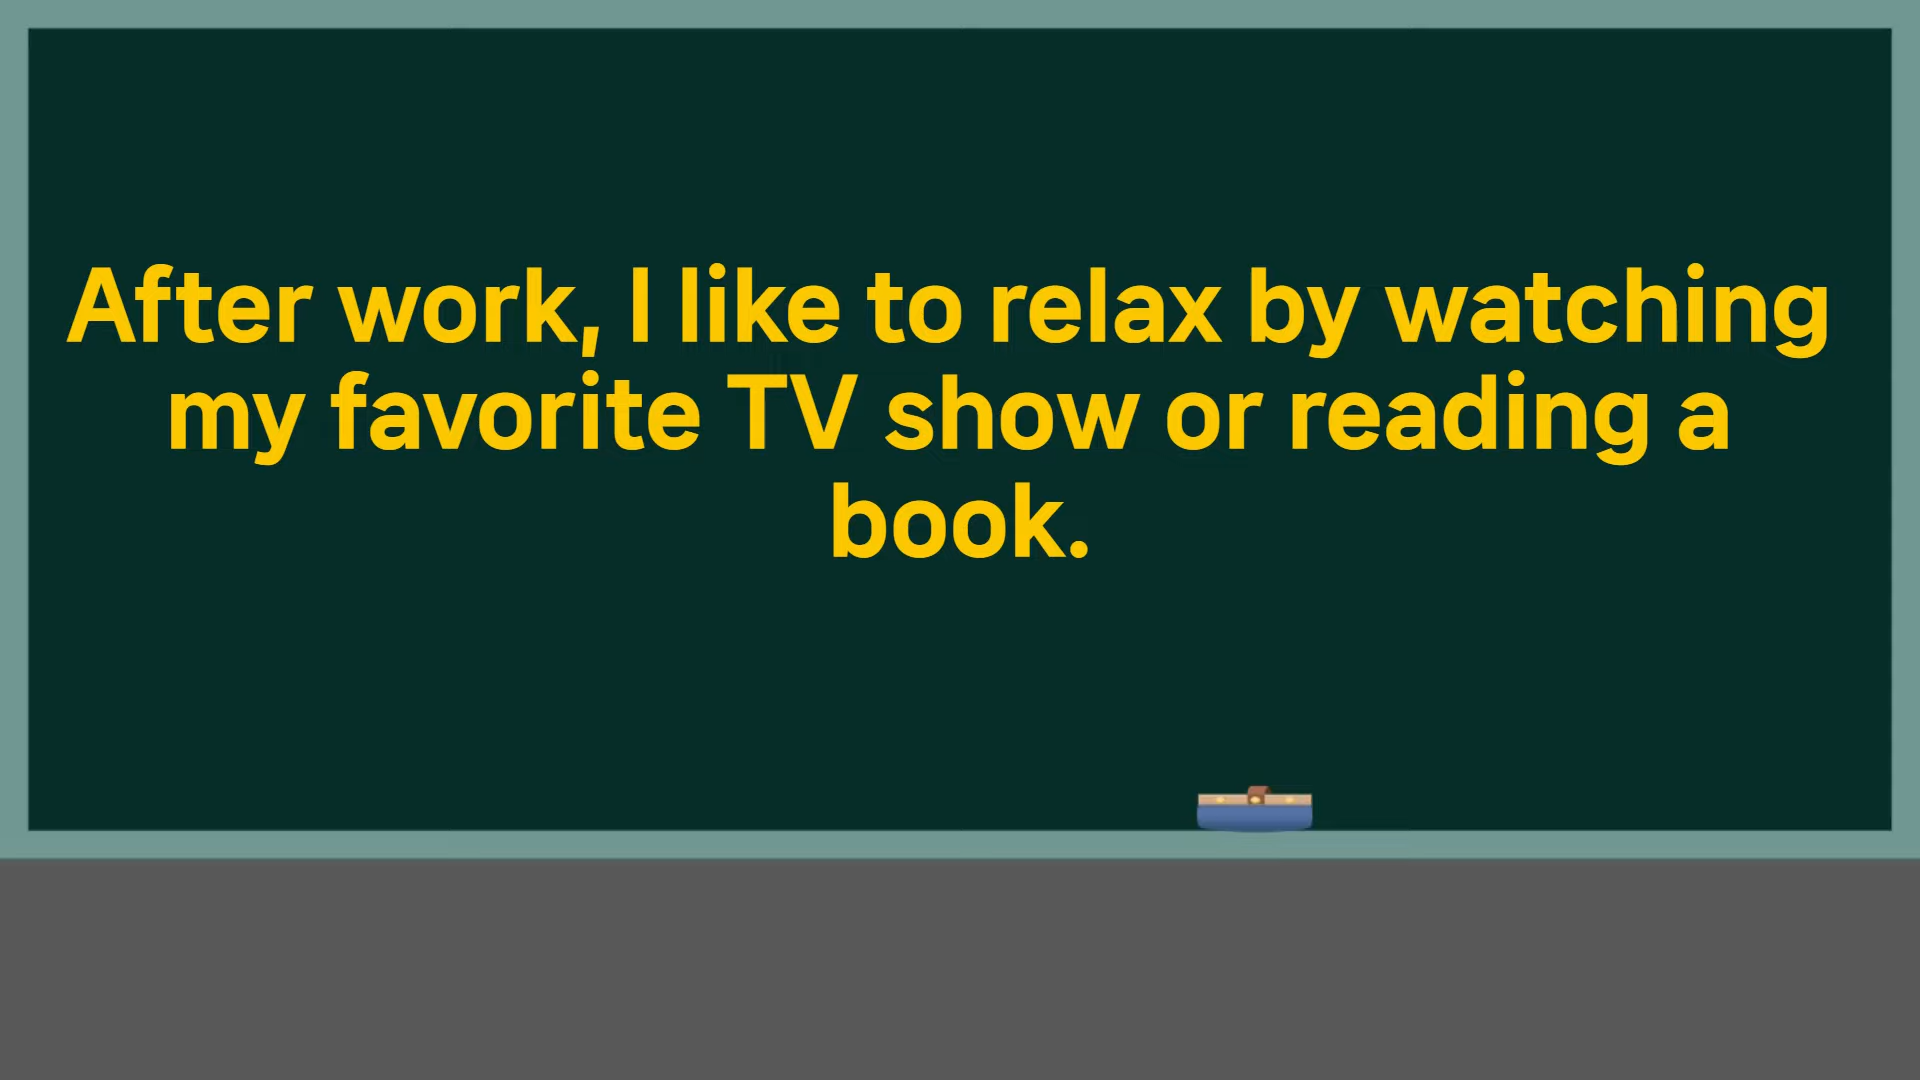 After work, I like to relax by watching
my favorite TV show or reading a
book.